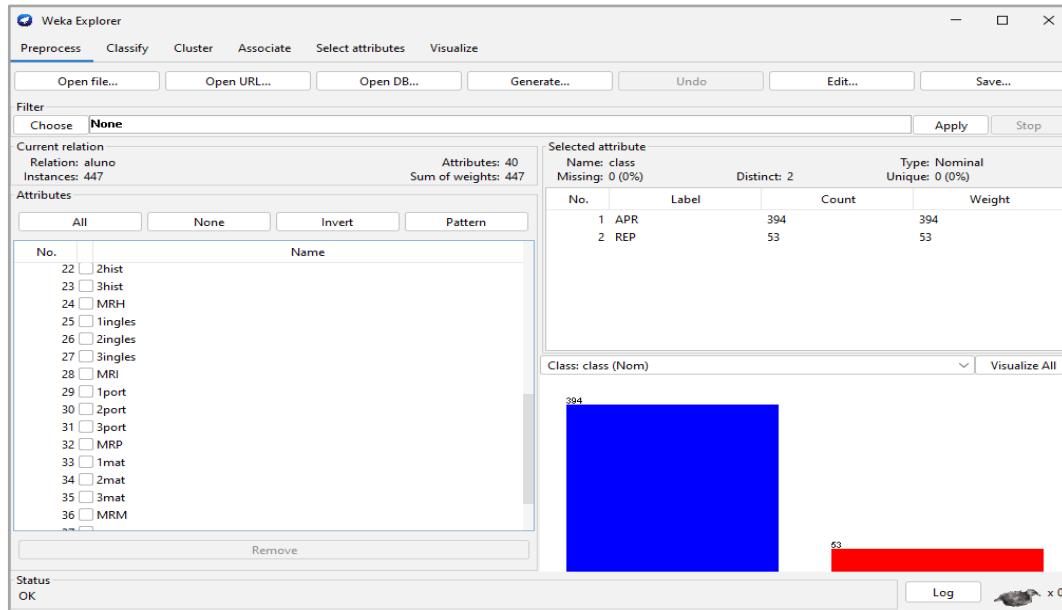 Weka Explorer
Preprocess Classify Cluster Associate Select attributes Visualize
Open file... Open URL... Open DB... Generate... Undo Edit... Save...
Filter
Choose None Apply Stop
Current relation
Relation: aluno Attributes: 40
Instances: 447 Sum of weights: 447
Attributes
All None Invert Pattern
No. Name
22 2hist
23 3hist
24 MRH
25 1ingles
26 2ingles
27 3ingles
28 MRI
29 1port
30 2port
31 3port
32 MRP
33 1mat
34 2mat
35 3mat
36 MRM
Remove
Selected attribute
Name: class Type: Nominal
Missing: 0 (0%) Distinct: 2 Unique: 0 (0%)
No. Label Count Weight
1 APR 394 394
2 REP 53 53
Class: class (Nom) Visualize All
394
53
Status
OK
Log x 0